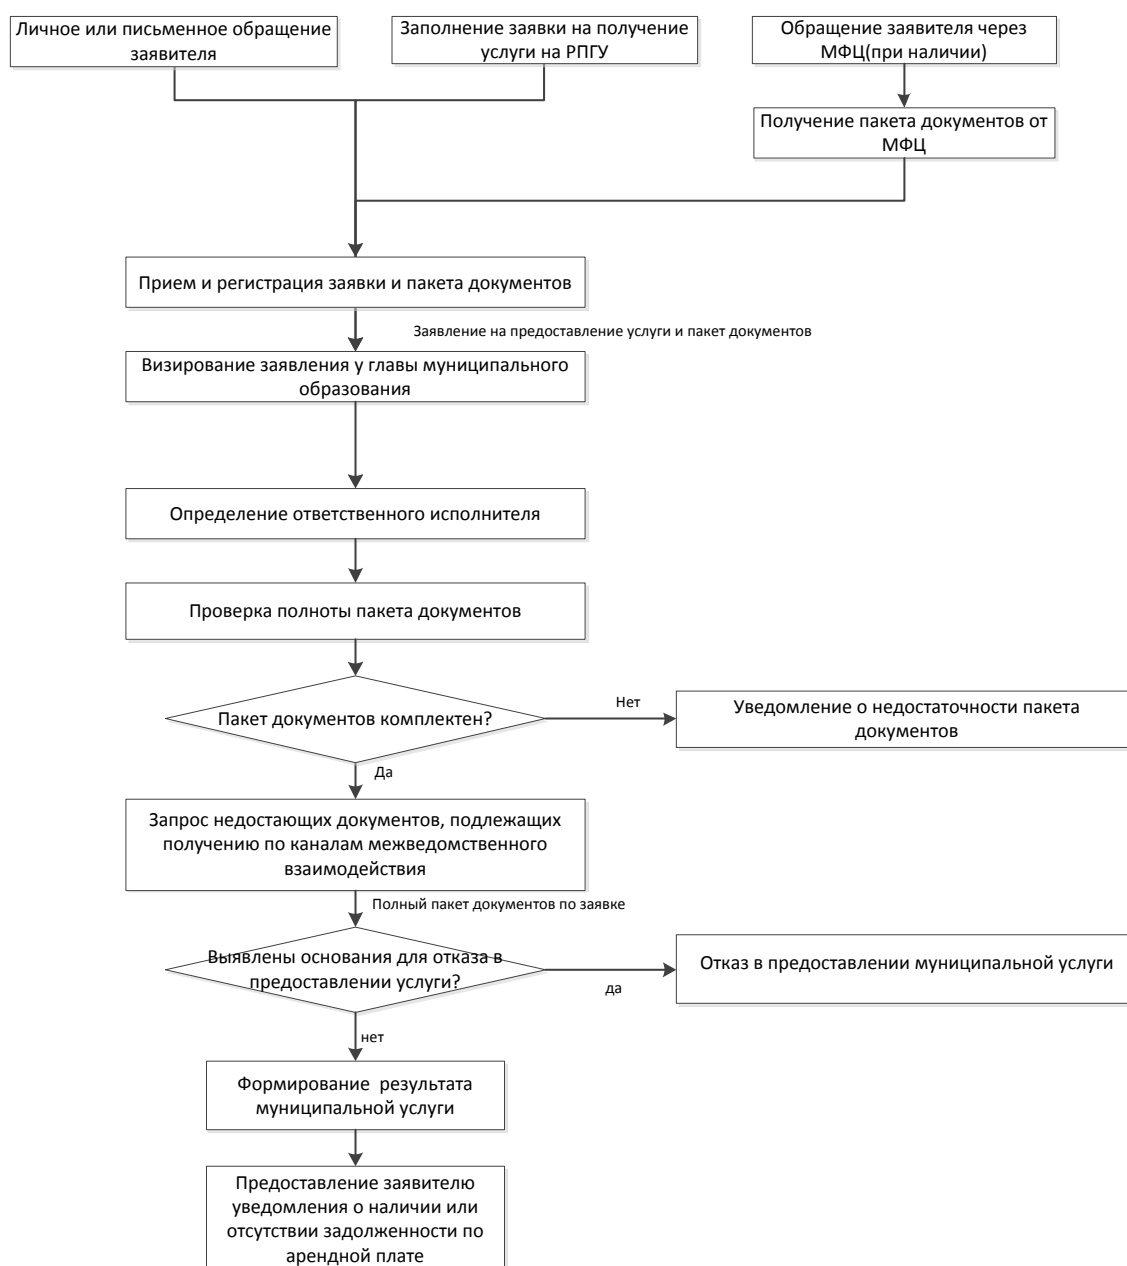 Личное или письменное обращение
заявителя
Заполнение заявки на получение
услуги на РПГУ
Обращение заявителя через
МФЦ(при наличии)
Получение пакета документов от
МФЦ
Прием и регистрация заявки и пакета документов
Заявление на предоставление услуги и пакет документов
Визирование заявления у главы муниципального
образования
Определение ответственного исполнителя
Проверка полноты пакета документов
Пакет документов комплектен?
Нет
Уведомление о недостаточности пакета
документов
Да
Запрос недостающих документов, подлежащих
получению по каналам межведомственного
взаимодействия
Полный пакет документов по заявке
Выявлены основания для отказа в
предоставлении услуги?
да
Отказ в предоставлении муниципальной услуги
нет
Формирование результата
муниципальной услуги
Предоставление заявителю
уведомления о наличии или
отсутствии задолженности по
арендной плате